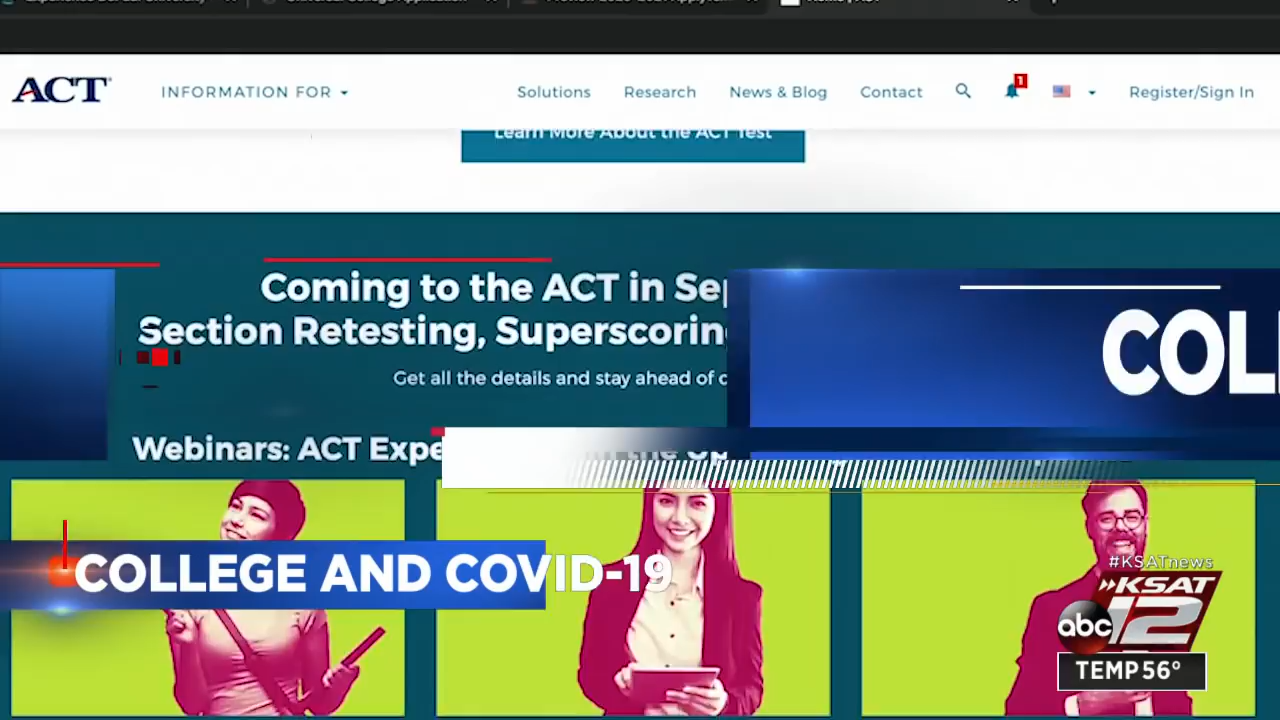 ACT
INFORMATION FOR
Solutions
Research
News & Blog
Contact
1
Register/Sign In
Learn More About the ACT Test
Coming to the ACT in
Section Retesting,
Get all the details and stay ahead of
COL
Webinars: ACT
COLLEGE AND COVID-19
#KSATnews
KSAT
abc 12
TEMP 56°